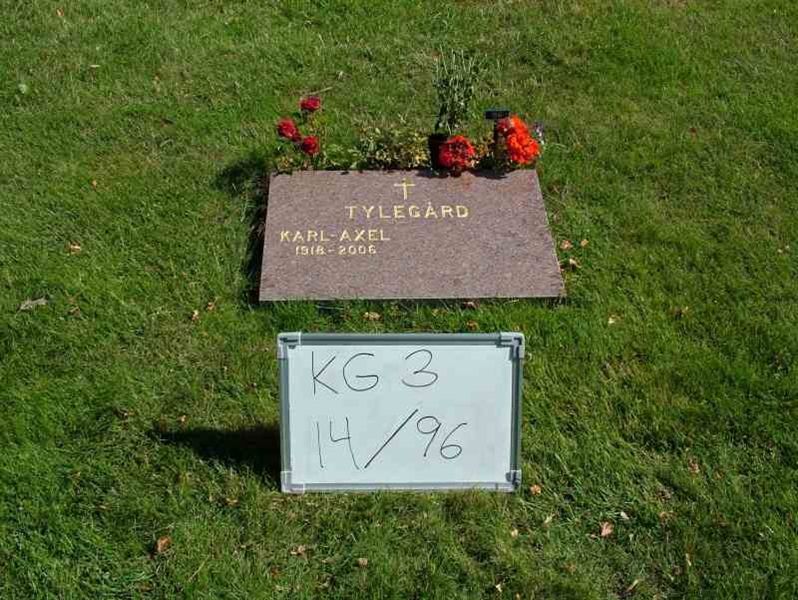 TYLEGÅRD
KARL-AXEL
1918-2006
KG 3
14/96